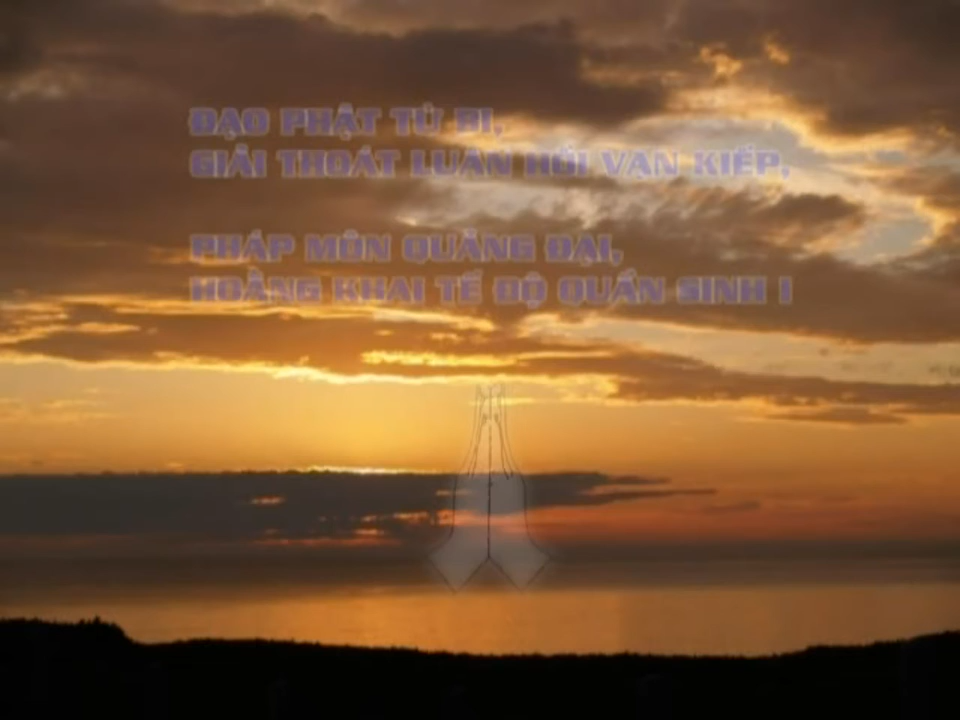 ĐẠO PHẬT TỪ BI,
GIẢI THOÁT LUÂN HỒI VẠN KIẾP,
PHÁP MÔN QUẢNG ĐẠI,
HOẰNG KHAI TẾ ĐỘ QUẦN SINH !